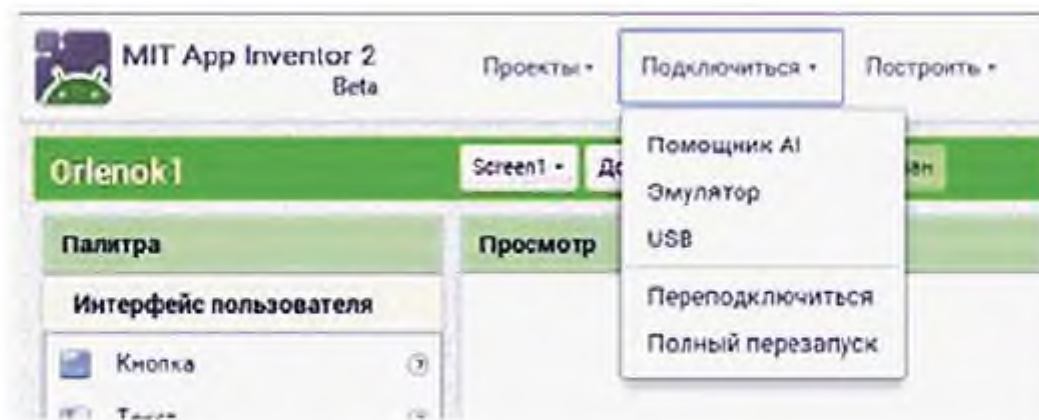 MIT App Inventor 2
Beta
Проекты
Подключиться
Построить
Orlenok1
Screen1
Помощник AI
Эмулятор
USB
Переподключиться
Полный перезапуск
Палитра
Просмотр
Интерфейс пользователя
Кнопка